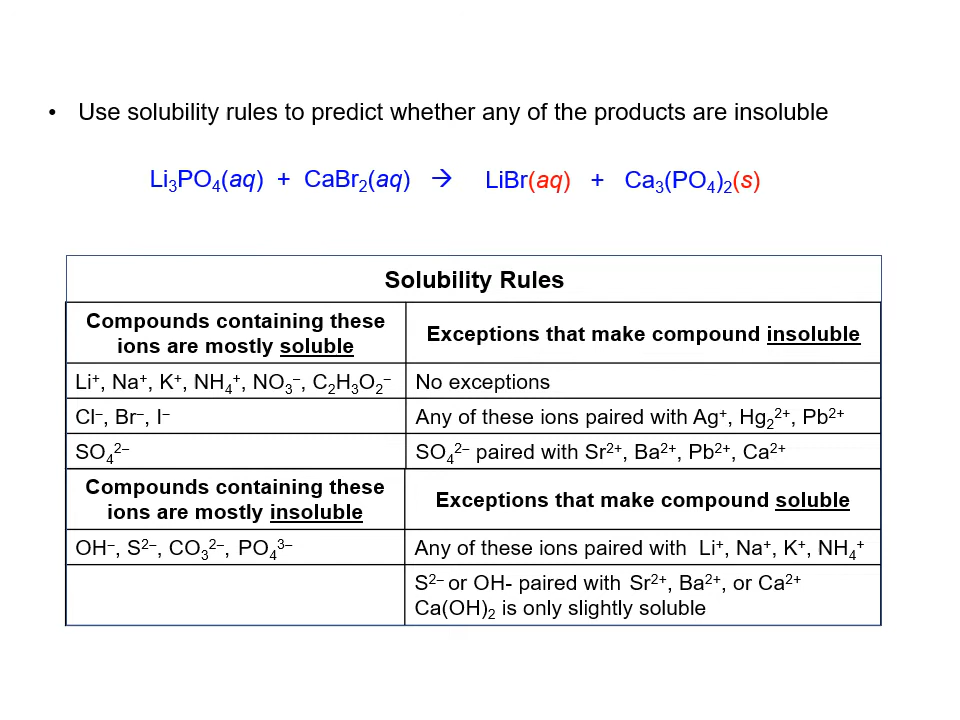 • Use solubility rules to predict whether any of the products are insoluble
Li₃PO₄(aq) + CaBr₂(aq) → LiBr(aq) + Ca₃(PO₄)₂(s)
Solubility Rules
Compounds containing these
ions are mostly soluble
Exceptions that make compound insoluble
Li⁺, Na⁺, K⁺, NH₄⁺, NO₃⁻, C₂H₃O₂⁻
No exceptions
Cl⁻, Br⁻, I⁻
Any of these ions paired with Ag⁺, Hg₂²⁺, Pb²⁺
SO₄²⁻
SO₄²⁻ paired with Sr²⁺, Ba²⁺, Pb²⁺, Ca²⁺
Compounds containing these
ions are mostly insoluble
Exceptions that make compound soluble
OH⁻, S²⁻, CO₃²⁻, PO₄³⁻
Any of these ions paired with Li⁺, Na⁺, K⁺, NH₄⁺
S²⁻ or OH- paired with Sr²⁺, Ba²⁺, or Ca²⁺
Ca(OH)₂ is only slightly soluble